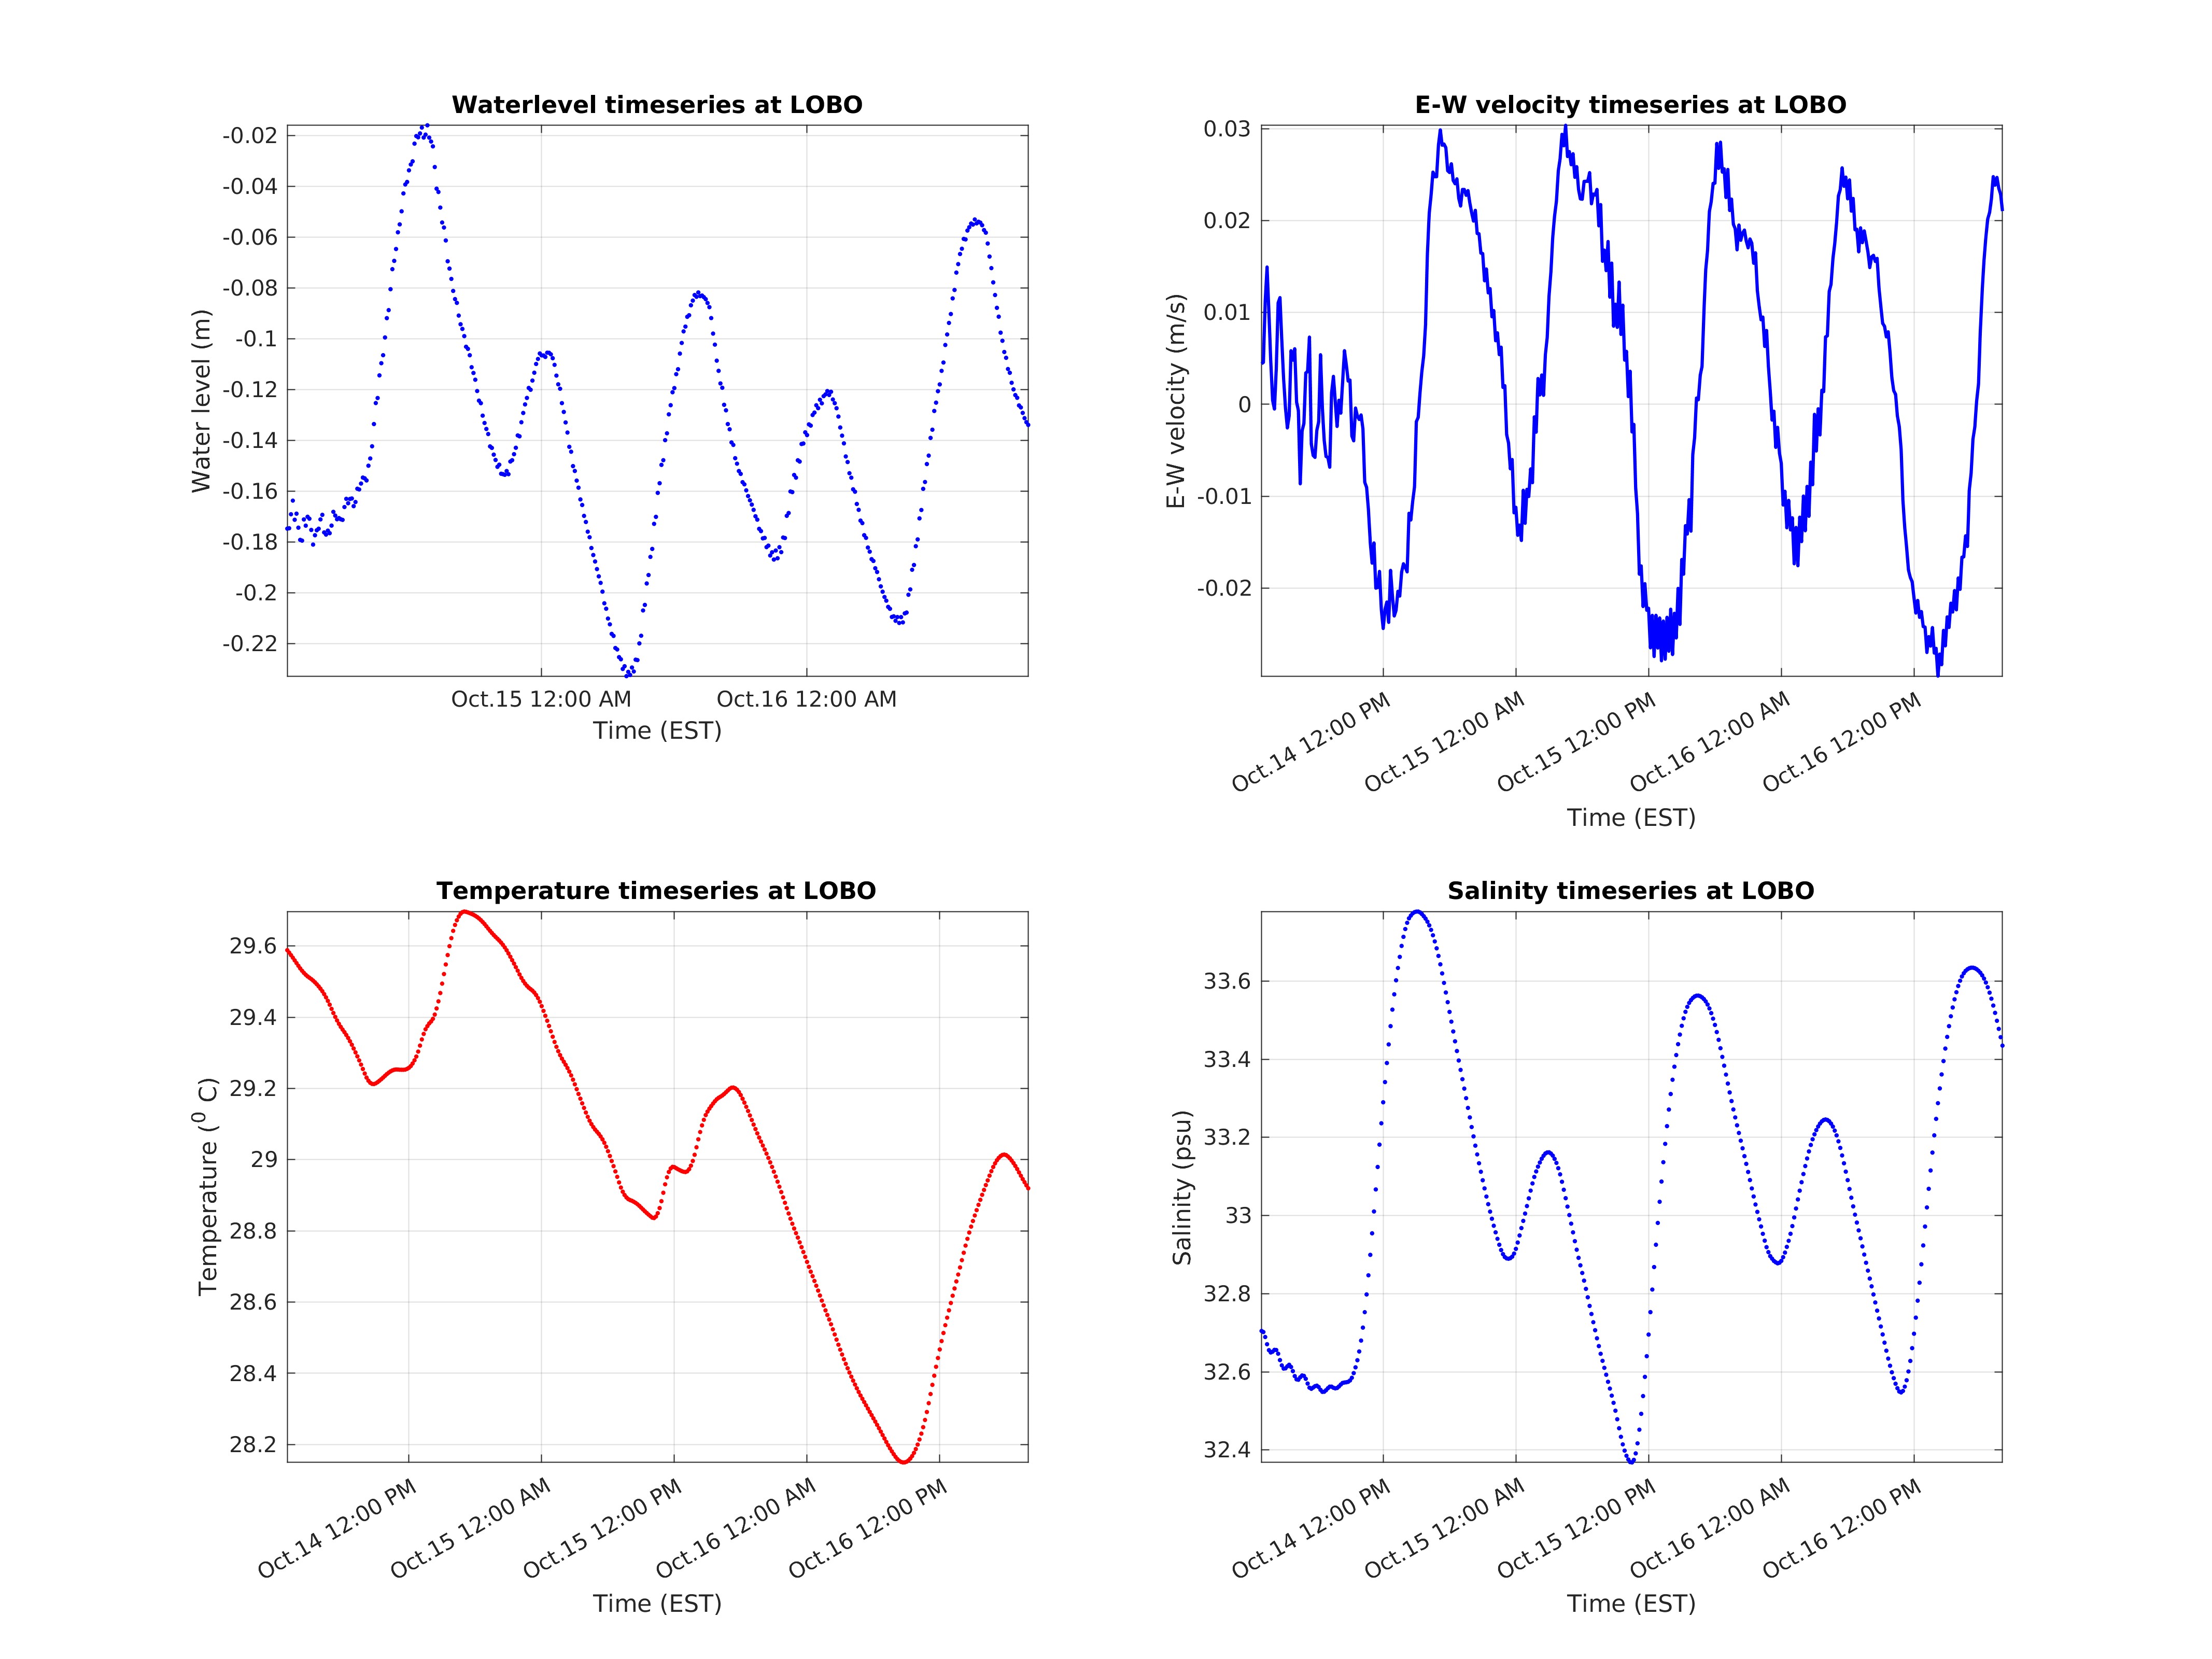 Waterlevel timeseries at LOBO
-0.02
-0.04
-0.06
-0.08
-0.1
-0.12
-0.14
-0.16
-0.18
-0.2
-0.22
Water level (m)
Oct.15 12:00 AM
Oct.16 12:00 AM
Time (EST)
E-W velocity timeseries at LOBO
0.03
0.02
0.01
0
-0.01
-0.02
E-W velocity (m/s)
Oct.14 12:00 PM
Oct.15 12:00 AM
Oct.15 12:00 PM
Oct.16 12:00 AM
Oct.16 12:00 PM
Time (EST)
Temperature timeseries at LOBO
29.6
29.4
29.2
29
28.8
28.6
28.4
28.2
Temperature (⁰ C)
Oct.14 12:00 PM
Oct.15 12:00 AM
Oct.15 12:00 PM
Oct.16 12:00 AM
Oct.16 12:00 PM
Time (EST)
Salinity timeseries at LOBO
33.6
33.4
33.2
33
32.8
32.6
32.4
Salinity (psu)
Oct.14 12:00 PM
Oct.15 12:00 AM
Oct.15 12:00 PM
Oct.16 12:00 AM
Oct.16 12:00 PM
Time (EST)